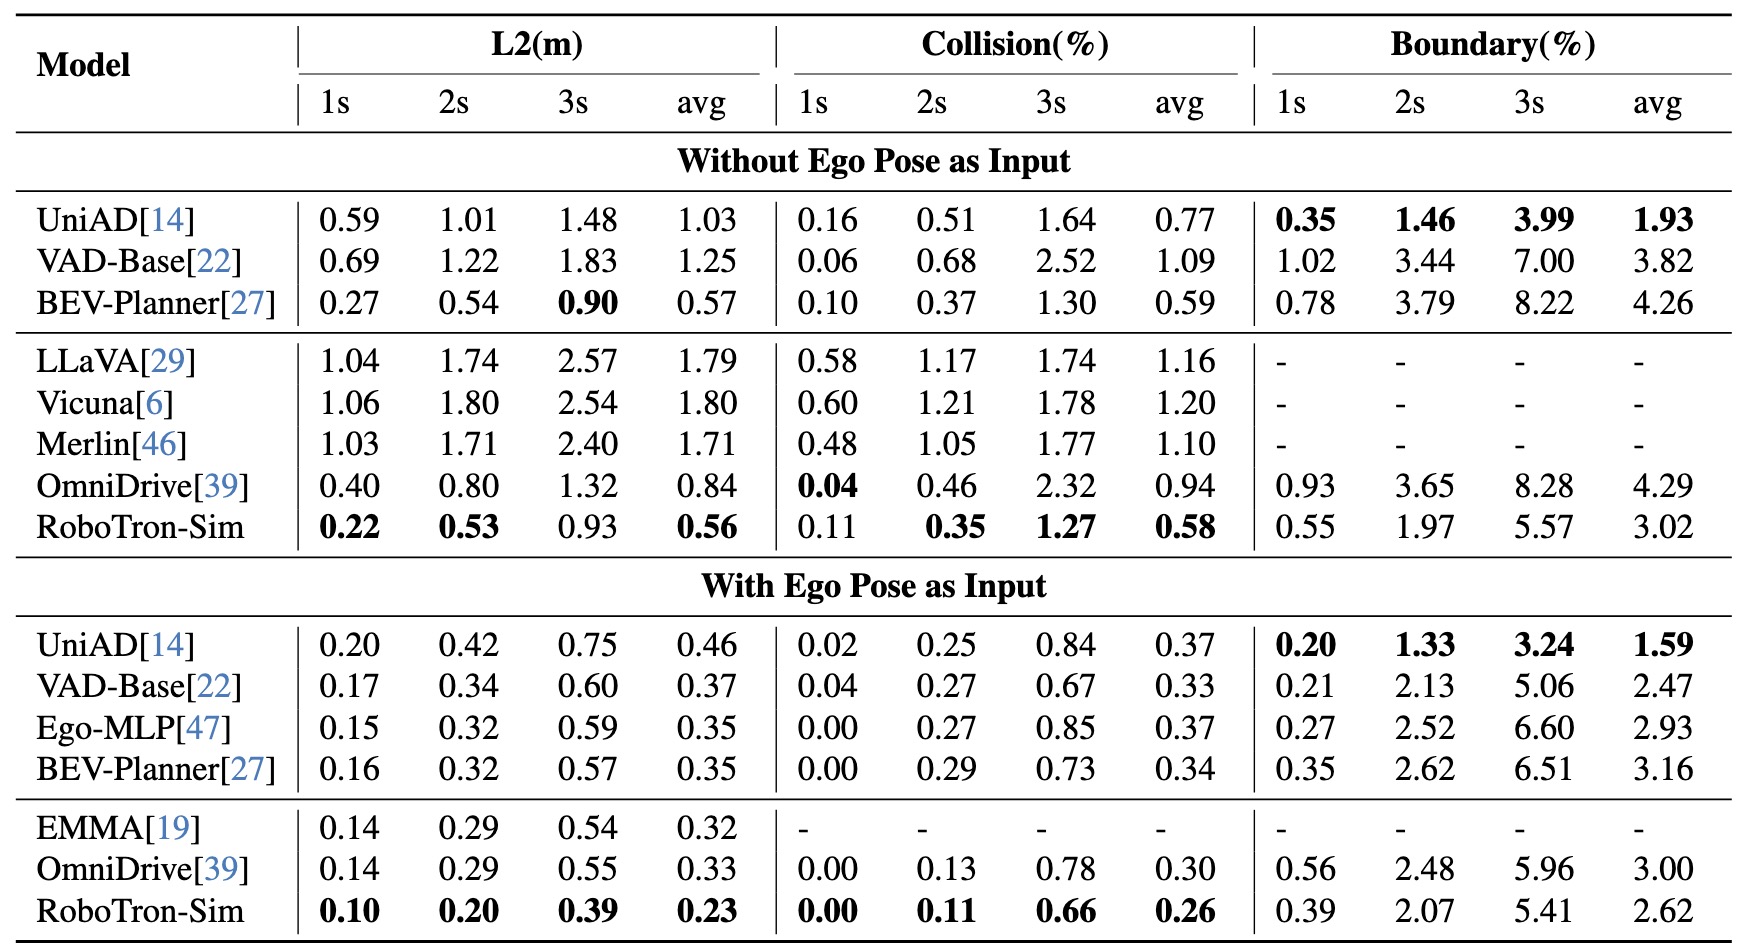 Model L2(m) Collision(%) Boundary(%)
1s 2s 3s avg 1s 2s 3s avg 1s 2s 3s avg
Without Ego Pose as Input
UniAD[14] 0.59 1.01 1.48 1.03 0.16 0.51 1.64 0.77 0.35 1.46 3.99 1.93
VAD-Base[22] 0.69 1.22 1.83 1.25 0.06 0.68 2.52 1.09 1.02 3.44 7.00 3.82
BEV-Planner[27] 0.27 0.54 0.90 0.57 0.10 0.37 1.30 0.59 0.78 3.79 8.22 4.26
LLaVA[29] 1.04 1.74 2.57 1.79 0.58 1.17 1.74 1.16 - - - -
Vicuna[6] 1.06 1.80 2.54 1.80 0.60 1.21 1.78 1.20 - - - -
Merlin[46] 1.03 1.71 2.40 1.71 0.48 1.05 1.77 1.10 - - - -
OmniDrive[39] 0.40 0.80 1.32 0.84 0.04 0.46 2.32 0.94 0.93 3.65 8.28 4.29
RoboTron-Sim 0.22 0.53 0.93 0.56 0.11 0.35 1.27 0.58 0.55 1.97 5.57 3.02
With Ego Pose as Input
UniAD[14] 0.20 0.42 0.75 0.46 0.02 0.25 0.84 0.37 0.20 1.33 3.24 1.59
VAD-Base[22] 0.17 0.34 0.60 0.37 0.04 0.27 0.67 0.33 0.21 2.13 5.06 2.47
Ego-MLP[47] 0.15 0.32 0.59 0.35 0.00 0.27 0.85 0.37 0.27 2.52 6.60 2.93
BEV-Planner[27] 0.16 0.32 0.57 0.35 0.00 0.29 0.73 0.34 0.35 2.62 6.51 3.16
EMMA[19] 0.14 0.29 0.54 0.32 - - - - - - - -
OmniDrive[39] 0.14 0.29 0.55 0.33 0.00 0.13 0.78 0.30 0.56 2.48 5.96 3.00
RoboTron-Sim 0.10 0.20 0.39 0.23 0.00 0.11 0.66 0.26 0.39 2.07 5.41 2.62